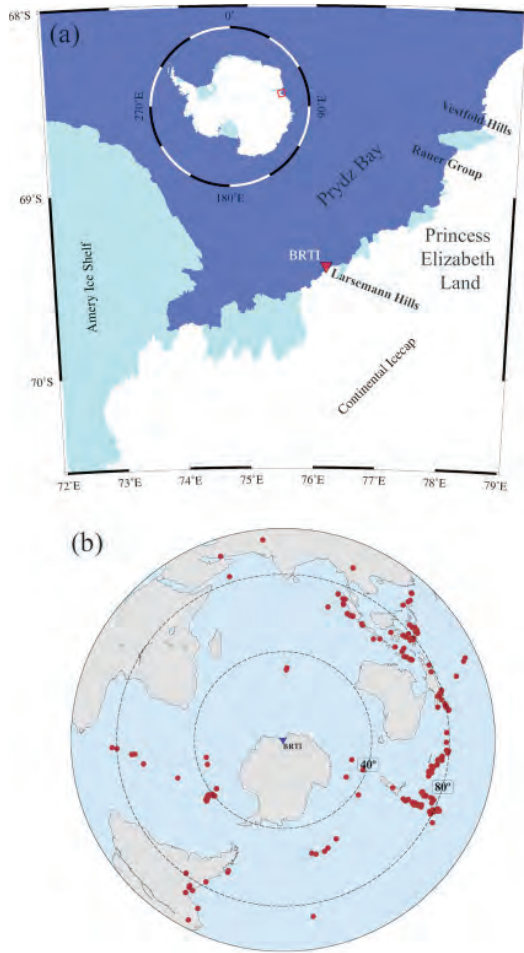 68°S
(a)
0°
270°E
90°E
180°E
Vestfold Hills
Rauer Group
Prydz Bay
69°S
Princess
Elizabeth
Land
BRTI
Larsemann Hills
Amery Ice Shelf
Continental Icecap
70°S
72°E 73°E 74°E 75°E 76°E 77°E 78°E 79°E
(b)
BRTI
40°
80°